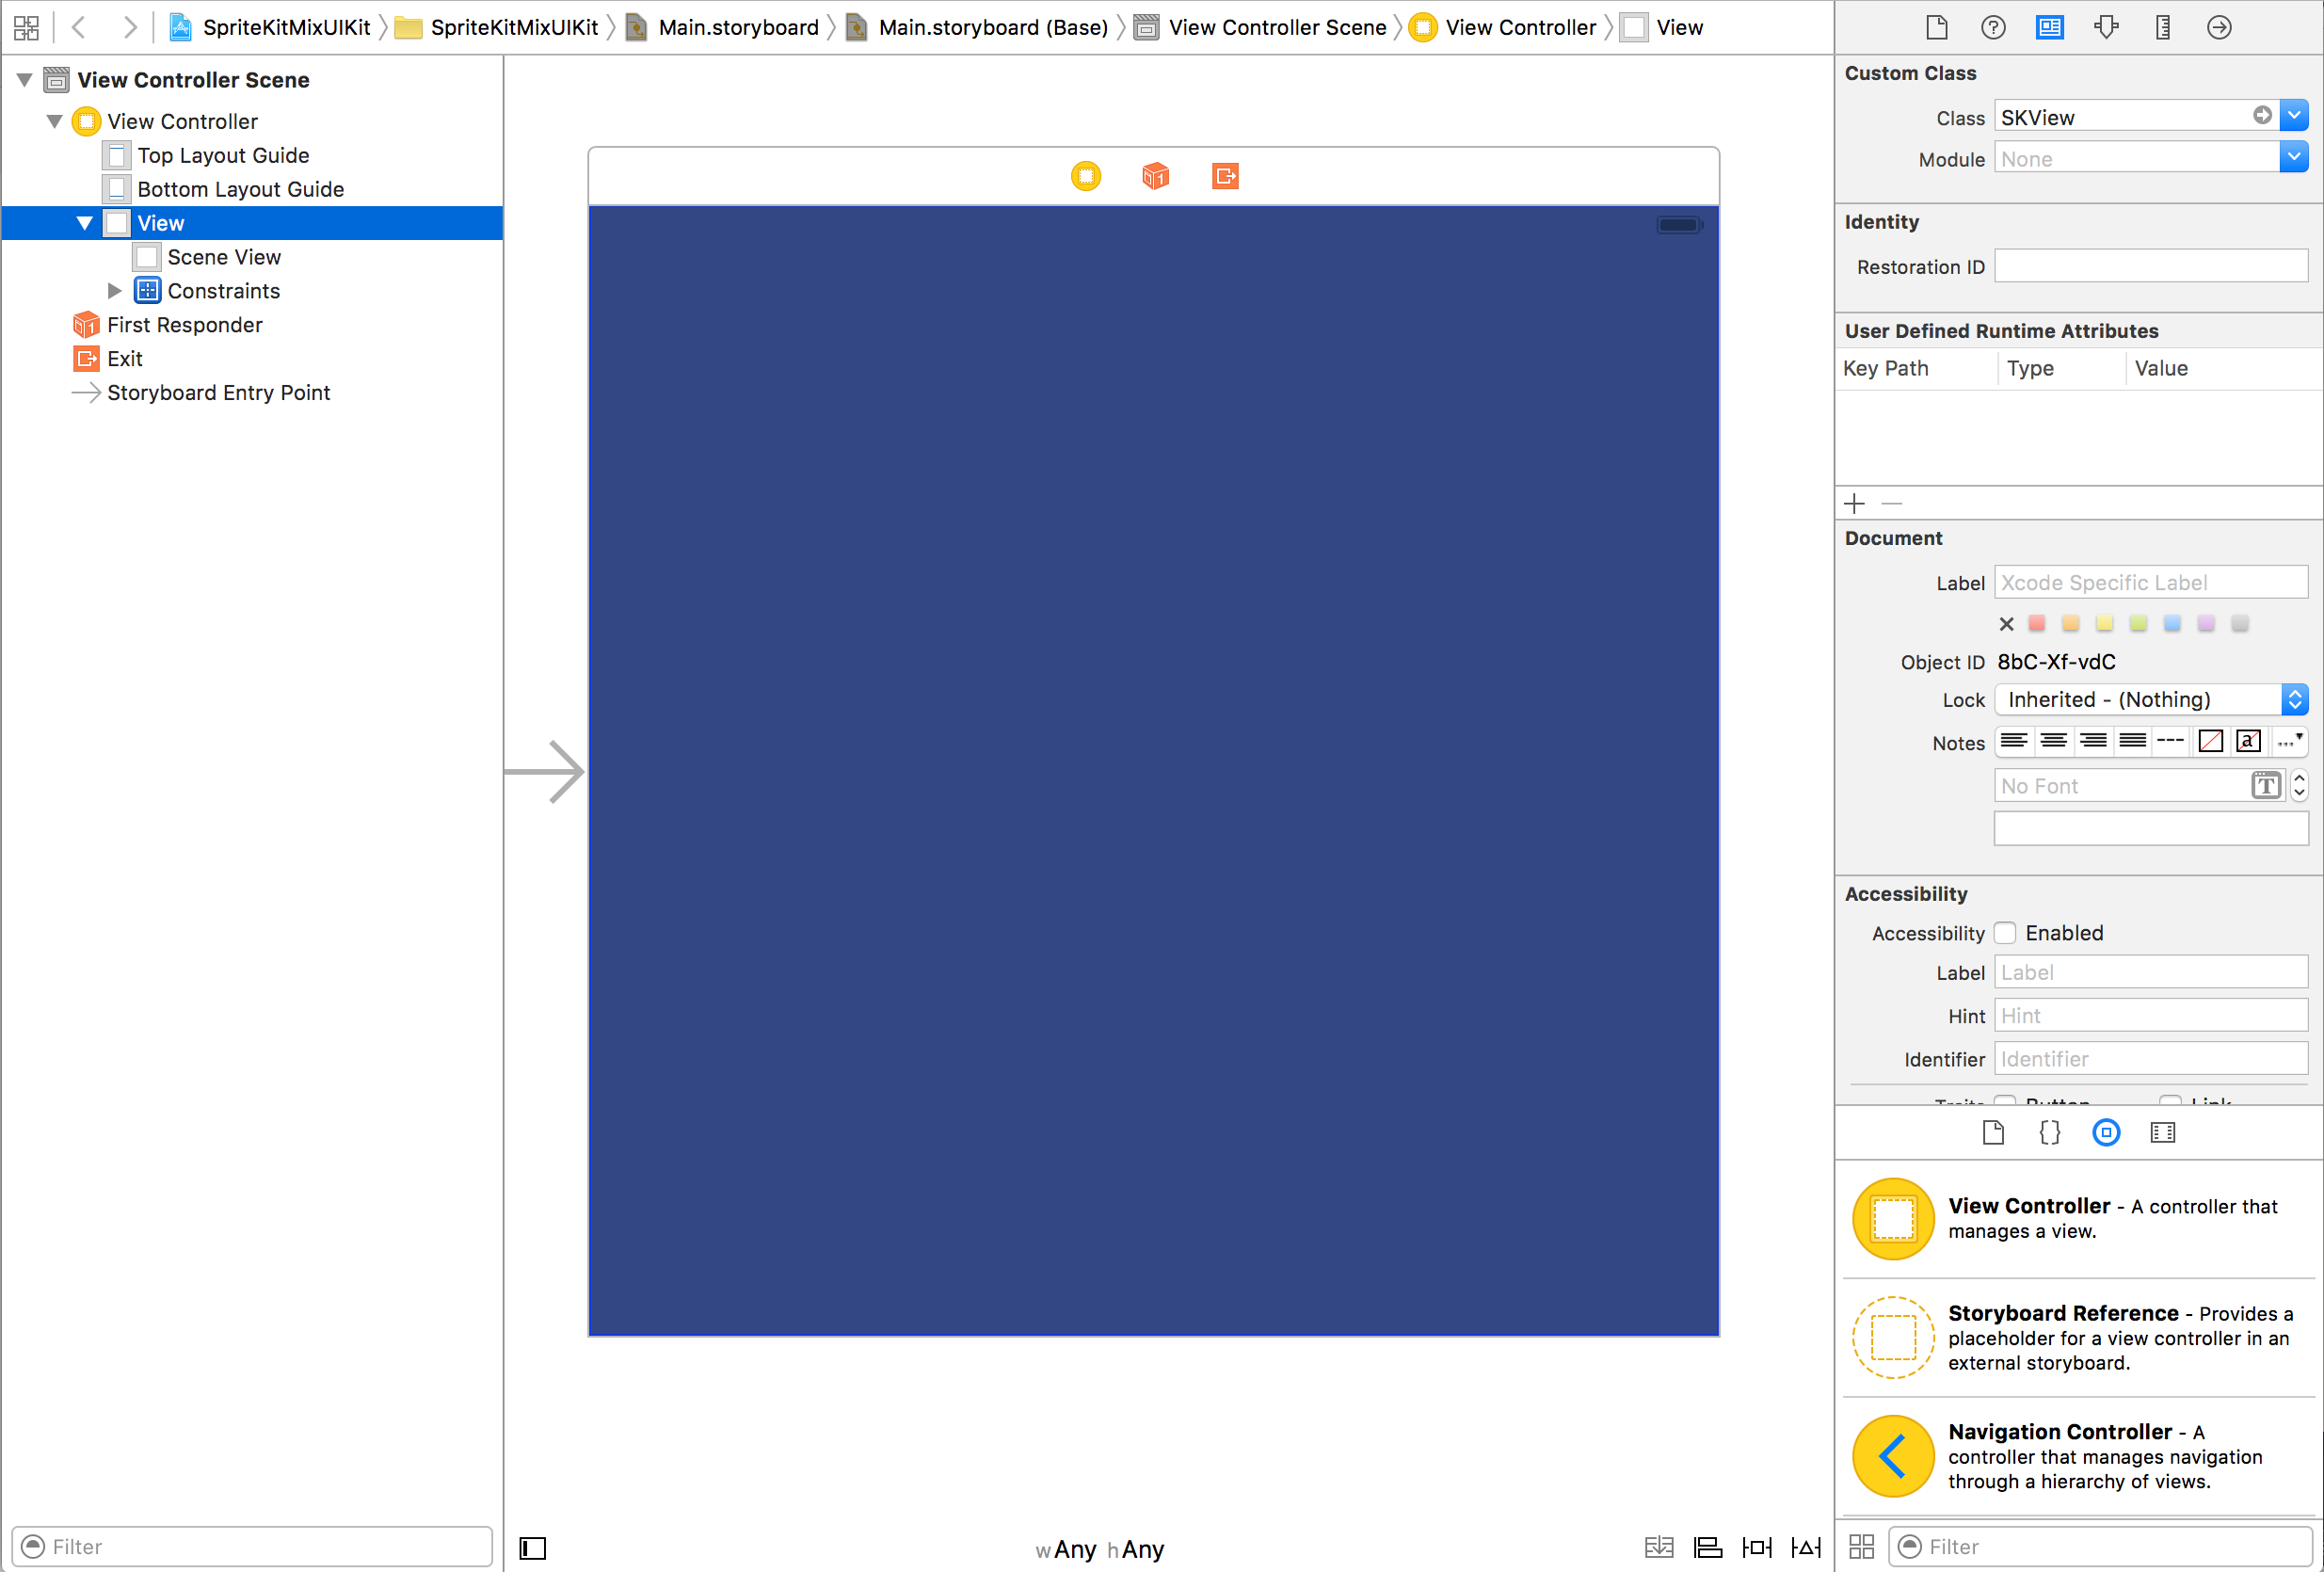 SpriteKitMixUIKit SpriteKitMixUIKit Main.storyboard Main.storyboard (Base) View Controller Scene View Controller View
View Controller Scene
View Controller
Top Layout Guide
Bottom Layout Guide
View
Scene View
Constraints
First Responder
Exit
Storyboard Entry Point
Filter
wAny hAny
Custom Class
Class SKView
Module None
Identity
Restoration ID
User Defined Runtime Attributes
Key Path Type Value
Document
Label Xcode Specific Label
Object ID 8bC-Xf-vdC
Lock Inherited - (Nothing)
Notes
No Font
Accessibility
Accessibility Enabled
Label Label
Hint Hint
Identifier Identifier
Traits Button Link
View Controller - A controller that
manages a view.
Storyboard Reference - Provides a
placeholder for a view controller in an
external storyboard.
Navigation Controller - A
controller that manages navigation
through a hierarchy of views.
Filter